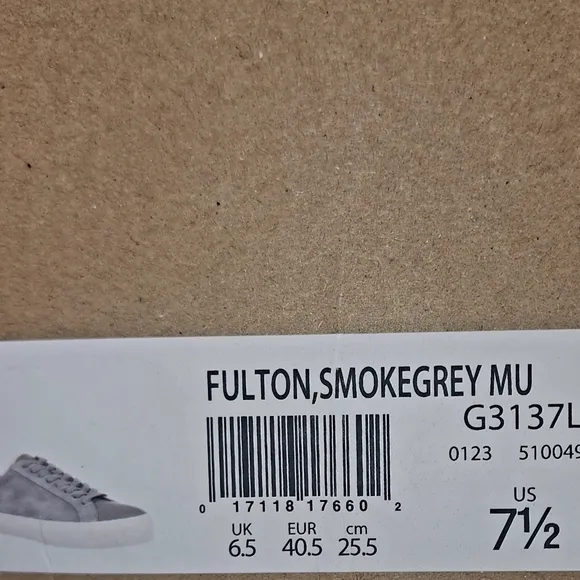 FULTON,SMOKEGREY MU
G3137L
0123 510049
0 17118 17660 2
UK EUR cm
6.5 40.5 25.5
US
7½